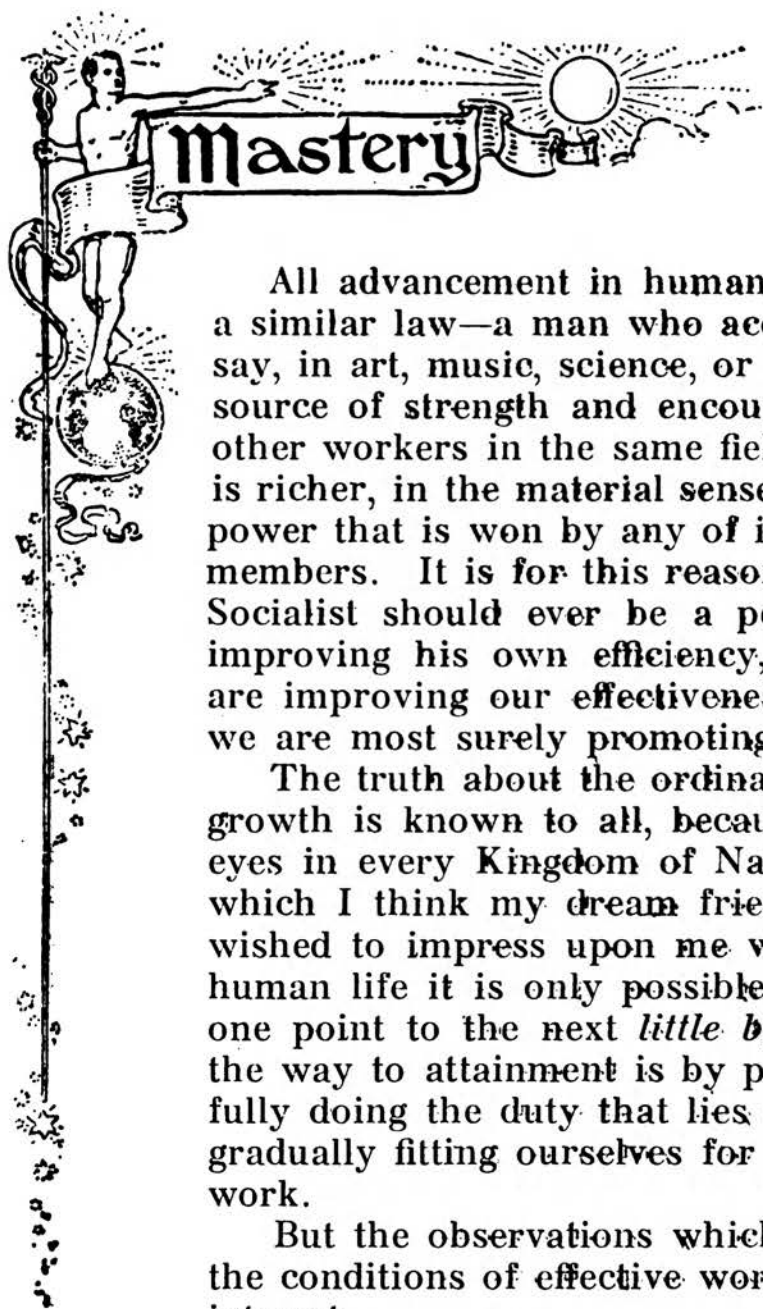 Mastery
All advancement in human
a similar law—a man who acc
say, in art, music, science, or
source of strength and encou
other workers in the same fiel
is richer, in the material sense
power that is won by any of i
members. It is for this reaso
Socialist should ever be a pe
improving his own efficiency,
are improving our effectivene
we are most surely promoting
The truth about the ordina
growth is known to all, becau
eyes in every Kingdom of Na
which I think my dream frie
wished to impress upon me w
human life it is only possible
one point to the next little b
the way to attainment is by p
fully doing the duty that lies
gradually fitting ourselves for
work.
But the observations which
the conditions of effective wor